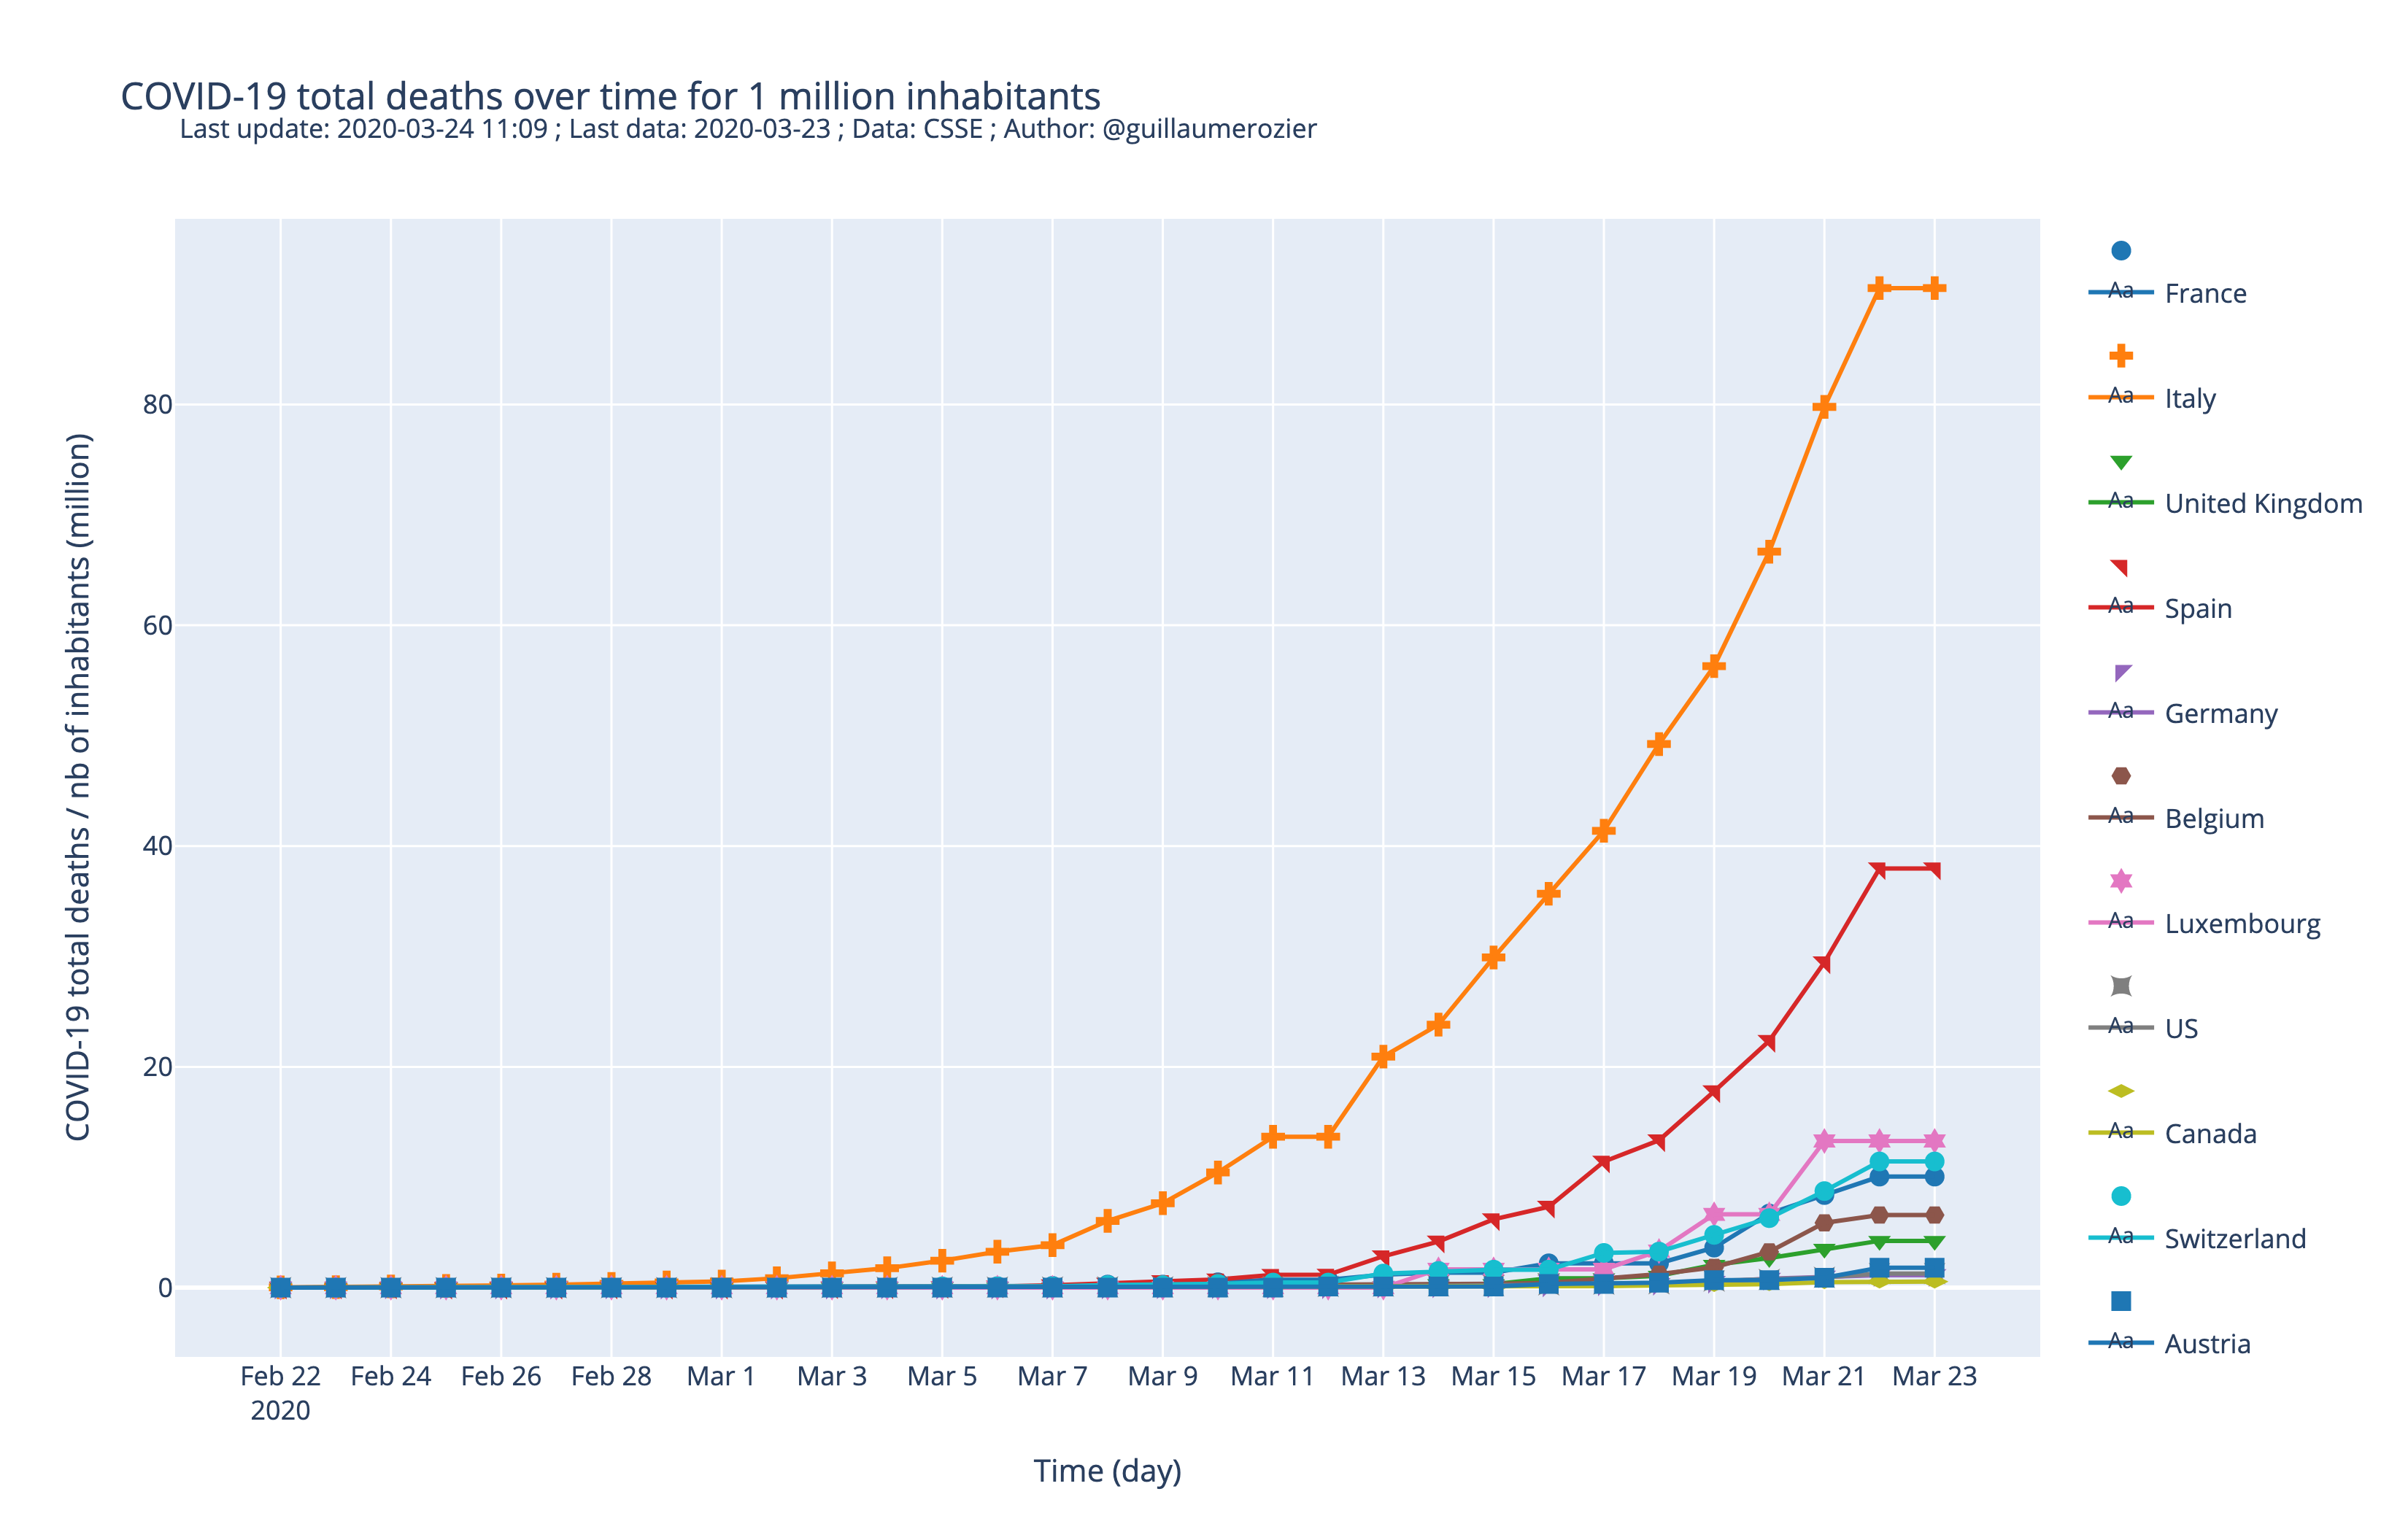 COVID-19 total deaths over time for 1 million inhabitants
Last update: 2020-03-24 11:09 ; Last data: 2020-03-23 ; Data: CSSE ; Author: @guillaumerozier
COVID-19 total deaths / nb of inhabitants (million)
80
60
40
20
0
Feb 22 Feb 24 Feb 26 Feb 28 Mar 1 Mar 3 Mar 5 Mar 7 Mar 9 Mar 11 Mar 13 Mar 15 Mar 17 Mar 19 Mar 21 Mar 23
2020
Time (day)
Aa France
Aa Italy
Aa United Kingdom
Aa Spain
Aa Germany
Aa Belgium
Aa Luxembourg
Aa US
Aa Canada
Aa Switzerland
Aa Austria